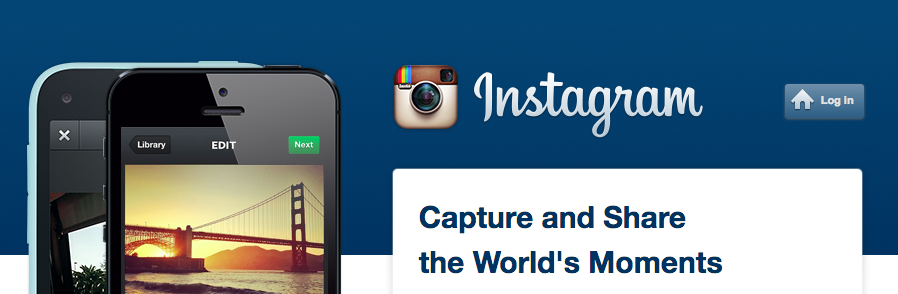 Instagram
Log In
Library
EDIT
Next
Capture and Share
the World's Moments